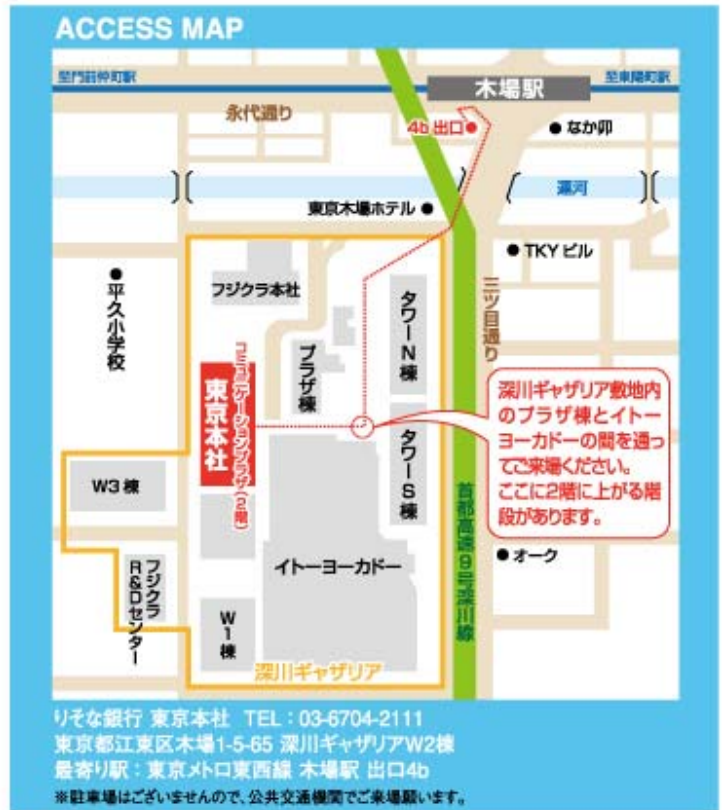 ACCESS MAP
至門前仲町駅
木場駅
至東陽町駅
永代通り
4b 出口
なか卯
運河
東京木場ホテル
TKY ビル
平久小学校
フジクラ本社
タワーN棟
三ツ目通り
プラザ棟
コミュニケーションプラザ(2階)
東京本社
深川ギャザリア敷地内
のプラザ棟とイトー
ヨーカドーの間を通っ
てご来場ください。
ここに2階に上がる階
段があります。
タワーS棟
W3 棟
首都高速9号深川線
オーク
イトーヨーカドー
フジクラ
R&Dセンター
W1棟
深川ギャザリア
りそな銀行 東京本社 TEL：03-6704-2111
東京都江東区木場1-5-65 深川ギャザリアW2棟
最寄り駅：東京メトロ東西線 木場駅 出口4b
※駐車場はございませんので、公共交通機関でご来場願います。